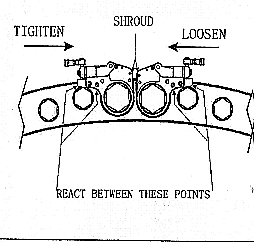 SHROUD
TIGHTEN
LOOSEN
REACT BETWEEN THESE POINTS